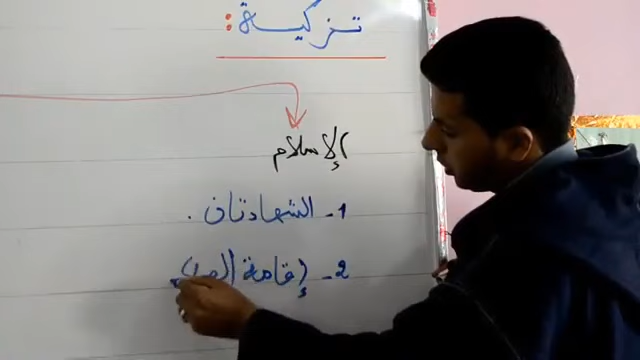 تزكية :
الإسلام
1- الشهادتان .
2- إقامة